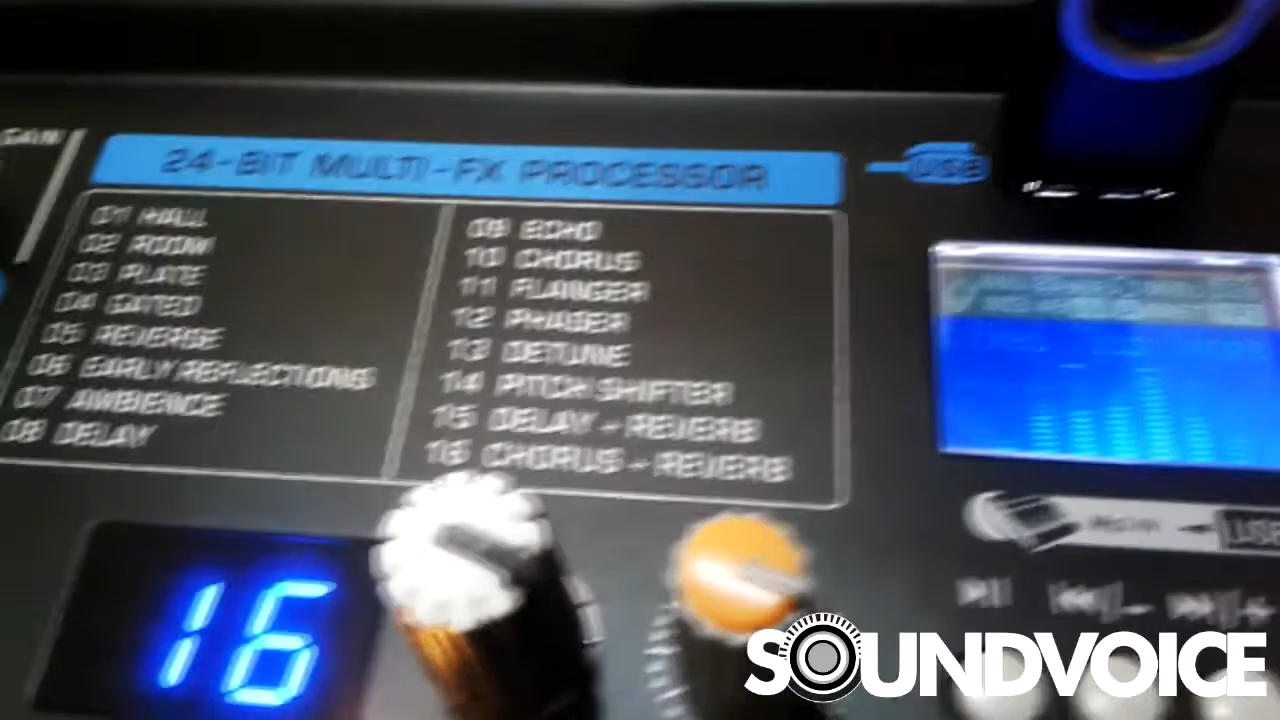 GAIN
24-BIT MULTI-FX PROCESSOR
USB
01 HALL
02 ROOM
03 PLATE
04 GATED
05 REVERSE
06 EARLY REFLECTIONS
07 AMBIENCE
08 DELAY
09 ECHO
10 CHORUS
11 FLANGER
12 PHASER
13 DETUNE
14 PITCH SHIFTER
15 DELAY + REVERB
16 CHORUS + REVERB
16
USB
SOUNDVOICE